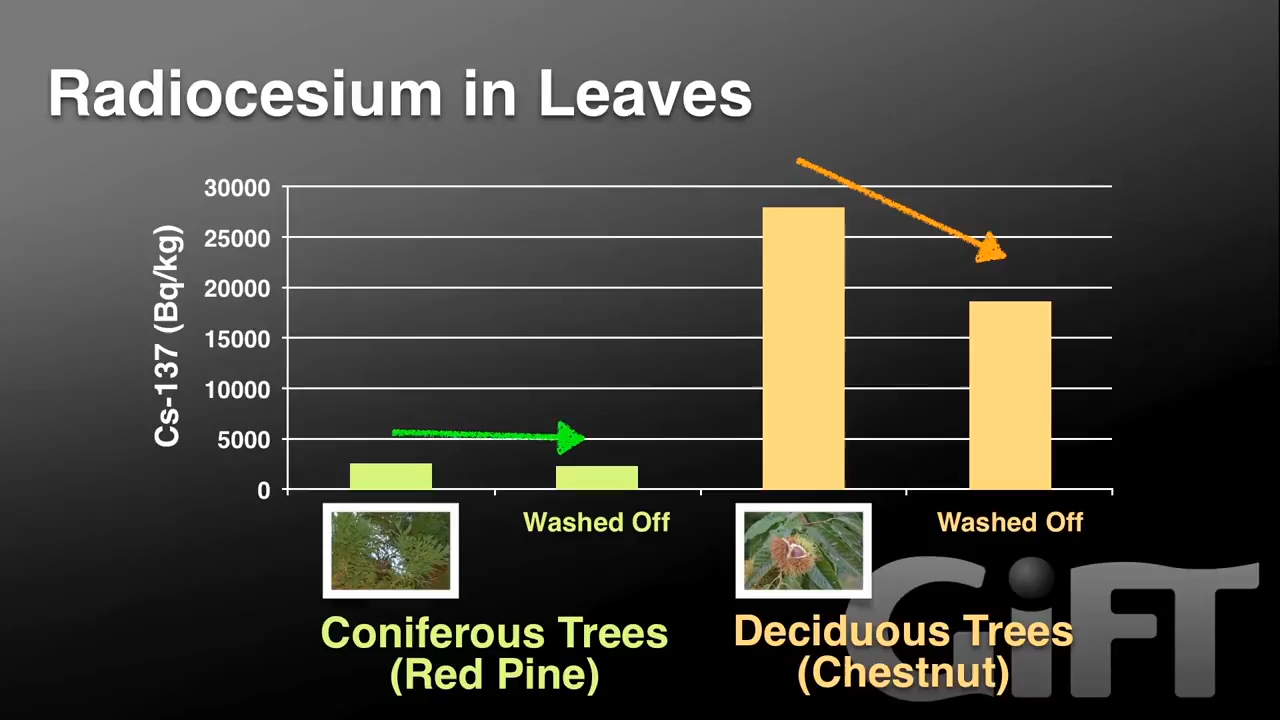 Radiocesium in Leaves
Cs-137 (Bq/kg)
30000
25000
20000
15000
10000
5000
0
Washed Off
Washed Off
Coniferous Trees
(Red Pine)
Deciduous Trees
(Chestnut)
GiFT